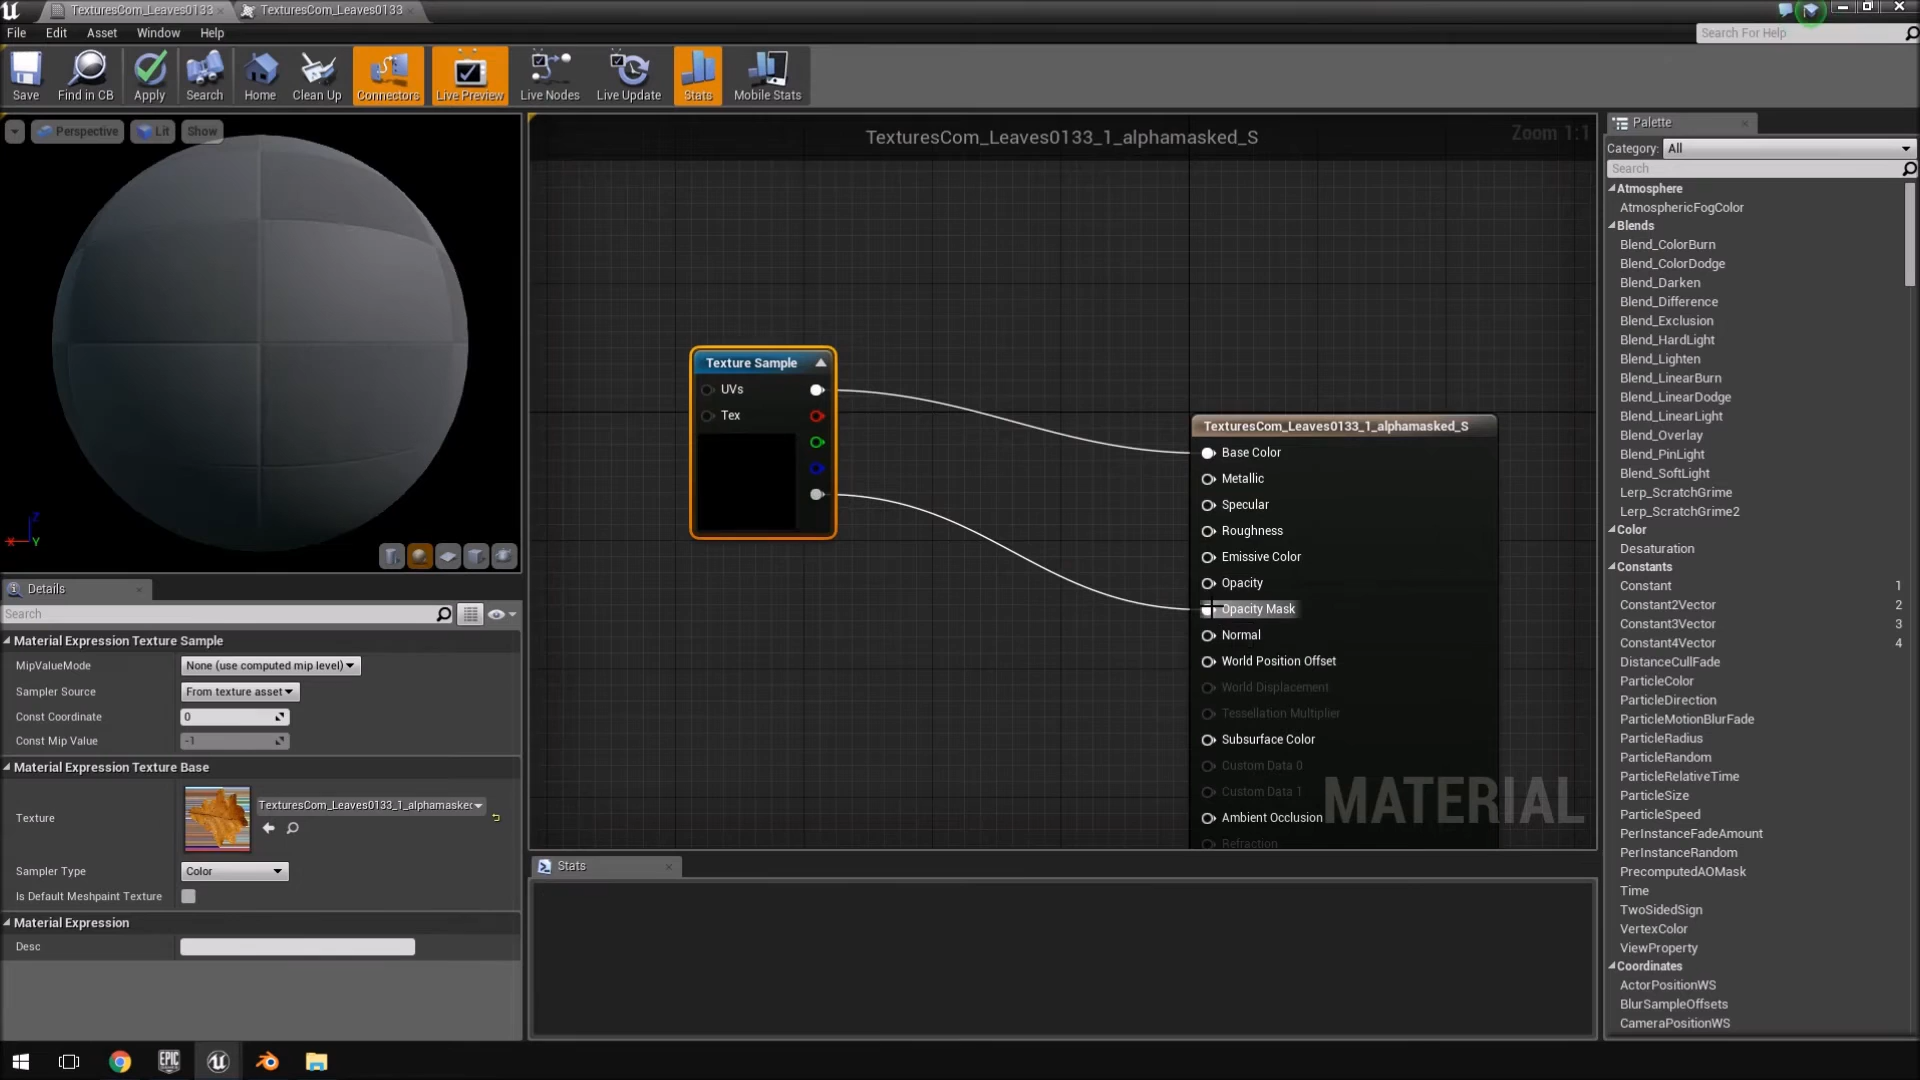 TexturesCom_Leaves0133
TexturesCom_Leaves0133
File Edit Asset Window Help
Search For Help
Save
Find in CB
Apply
Search
Home
Clean Up
Connectors
Live Preview
Live Nodes
Live Update
Stats
Mobile Stats
Perspective
Lit
Show
Z
X
Y
TexturesCom_Leaves0133_1_alphamasked_S
Zoom 1:1
Texture Sample
UVs
Tex
TexturesCom_Leaves0133_1_alphamasked_S
Base Color
Metallic
Specular
Roughness
Emissive Color
Opacity
Opacity Mask
Normal
World Position Offset
World Displacement
Tessellation Multiplier
Subsurface Color
Custom Data 0
Custom Data 1
Ambient Occlusion
Refraction
MATERIAL
Details
Search
Material Expression Texture Sample
MipValueMode None (use computed mip level)
Sampler Source From texture asset
Const Coordinate 0
Const Mip Value -1
Material Expression Texture Base
Texture TexturesCom_Leaves0133_1_alphamasked
Sampler Type Color
Is Default Meshpaint Texture
Material Expression
Desc
Stats
Palette
Category: All
Search
Atmosphere
AtmosphericFogColor
Blends
Blend_ColorBurn
Blend_ColorDodge
Blend_Darken
Blend_Difference
Blend_Exclusion
Blend_HardLight
Blend_Lighten
Blend_LinearBurn
Blend_LinearDodge
Blend_LinearLight
Blend_Overlay
Blend_PinLight
Blend_SoftLight
Lerp_ScratchGrime
Lerp_ScratchGrime2
Color
Desaturation
Constants
Constant 1
Constant2Vector 2
Constant3Vector 3
Constant4Vector 4
DistanceCullFade
ParticleColor
ParticleDirection
ParticleMotionBlurFade
ParticleRadius
ParticleRandom
ParticleRelativeTime
ParticleSize
ParticleSpeed
PerInstanceFadeAmount
PerInstanceRandom
PrecomputedAOMask
Time
TwoSidedSign
VertexColor
ViewProperty
Coordinates
ActorPositionWS
BlurSampleOffsets
CameraPositionWS
EPIC
GAMES